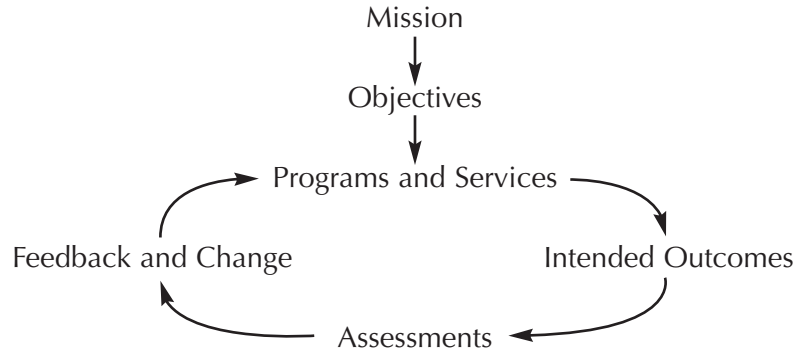 Mission
Objectives
Programs and Services
Feedback and Change
Intended Outcomes
Assessments